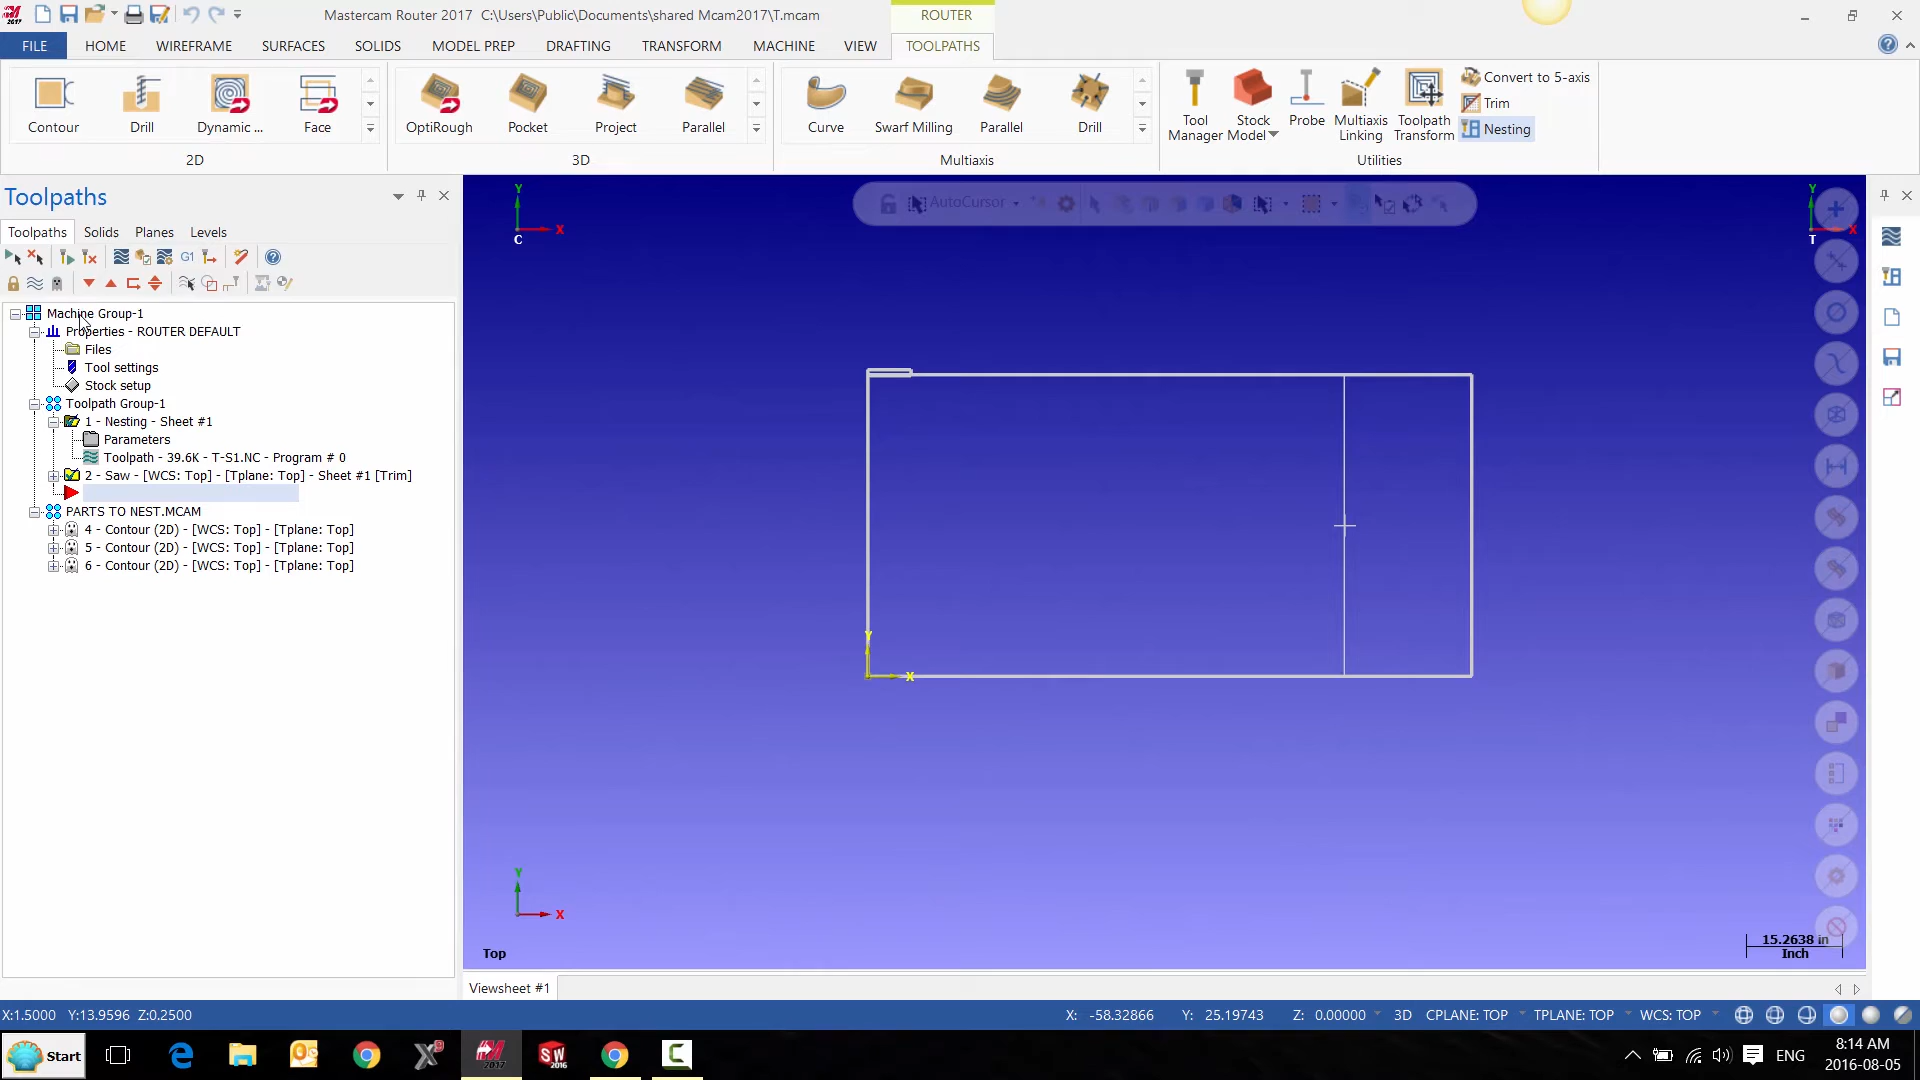 2017
Mastercam Router 2017 C:\Users\Public\Documents\shared Mcam2017\T.mcam
ROUTER
FILE HOME WIREFRAME SURFACES SOLIDS MODEL PREP DRAFTING TRANSFORM MACHINE VIEW TOOLPATHS
Contour Drill Dynamic ... Face
2D
OptiRough Pocket Project Parallel
3D
Curve Swarf Milling Parallel Drill
Multiaxis
Tool Manager
Stock Model
Probe
Multiaxis Linking
Toolpath Transform
Convert to 5-axis
Trim
Nesting
Utilities
Toolpaths
Toolpaths Solids Planes Levels
G1
Machine Group-1
Properties - ROUTER DEFAULT
Files
Tool settings
Stock setup
Toolpath Group-1
1 - Nesting - Sheet #1
Parameters
Toolpath - 39.6K - T-S1.NC - Program # 0
2 - Saw - [WCS: Top] - [Tplane: Top] - Sheet #1 [Trim]
PARTS TO NEST.MCAM
4 - Contour (2D) - [WCS: Top] - [Tplane: Top]
5 - Contour (2D) - [WCS: Top] - [Tplane: Top]
6 - Contour (2D) - [WCS: Top] - [Tplane: Top]
AutoCursor
Y
X
C
Y
X
T
Y
X
Y
X
Top
15.2638 in
Inch
Viewsheet #1
X:1.5000 Y:13.9596 Z:0.2500
X: -58.32866 Y: 25.19743 Z: 0.00000 3D CPLANE: TOP TPLANE: TOP WCS: TOP
Start
2017
SW
2016
ENG
8:14 AM
2016-08-05